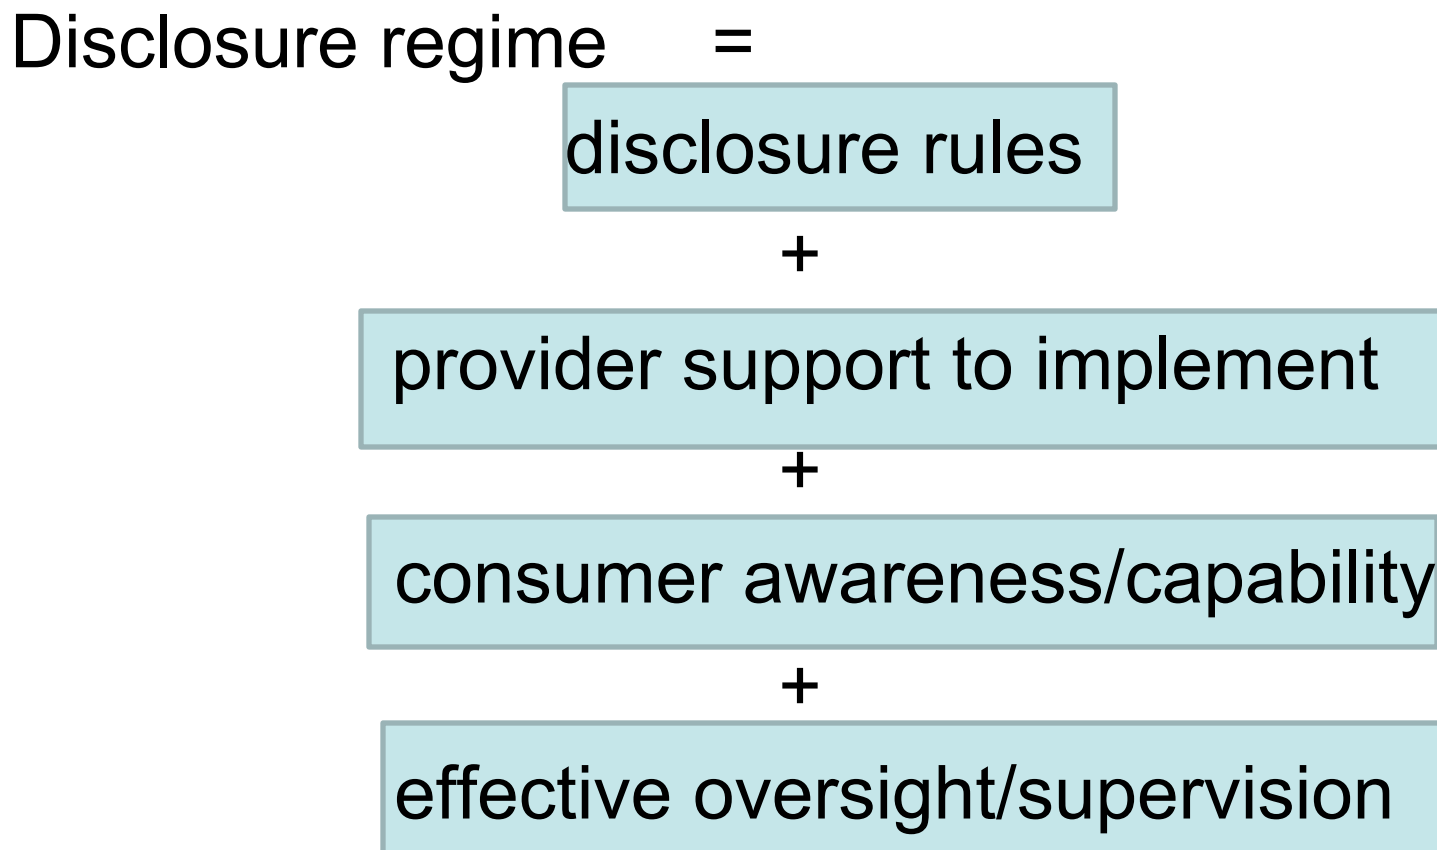 Disclosure regime =
disclosure rules
+
provider support to implement
+
consumer awareness/capability
+
effective oversight/supervision